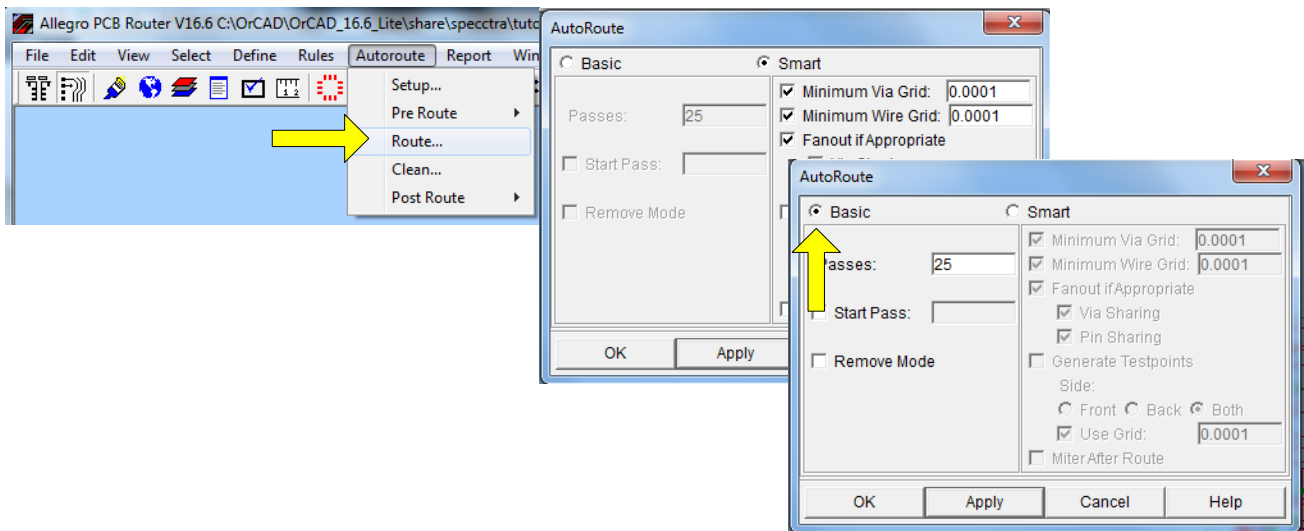 Allegro PCB Router V16.6 C:\OrCAD\OrCAD_16.6_Lite\share\specctra\tuto
File Edit View Select Define Rules Autoroute Report Win
Setup...
Pre Route
Route...
Clean...
Post Route
AutoRoute
Basic Smart
Passes: 25
Start Pass:
Remove Mode
Minimum Via Grid: 0.0001
Minimum Wire Grid: 0.0001
Fanout if Appropriate
OK Apply
AutoRoute
Basic Smart
Passes: 25
Start Pass:
Remove Mode
Minimum Via Grid: 0.0001
Minimum Wire Grid: 0.0001
Fanout if Appropriate
Via Sharing
Pin Sharing
Generate Testpoints
Side:
Front Back Both
Use Grid: 0.0001
Miter After Route
OK Apply Cancel Help